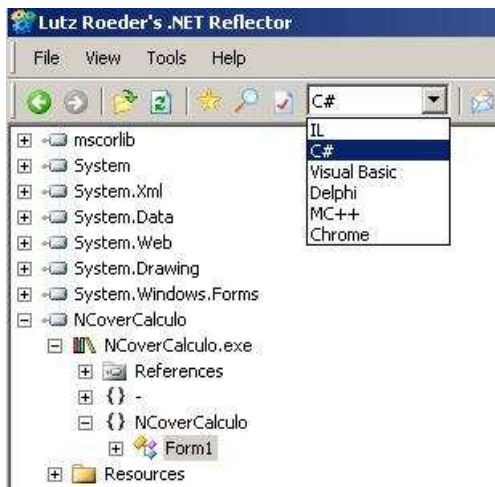 Lutz Roeder's .NET Reflector
File View Tools Help
C#
IL
C#
Visual Basic
Delphi
MC++
Chrome
mscorlib
System
System.Xml
System.Data
System.Web
System.Drawing
System.Windows.Forms
NCoverCalculo
NCoverCalculo.exe
References
{} -
{} NCoverCalculo
Form1
Resources